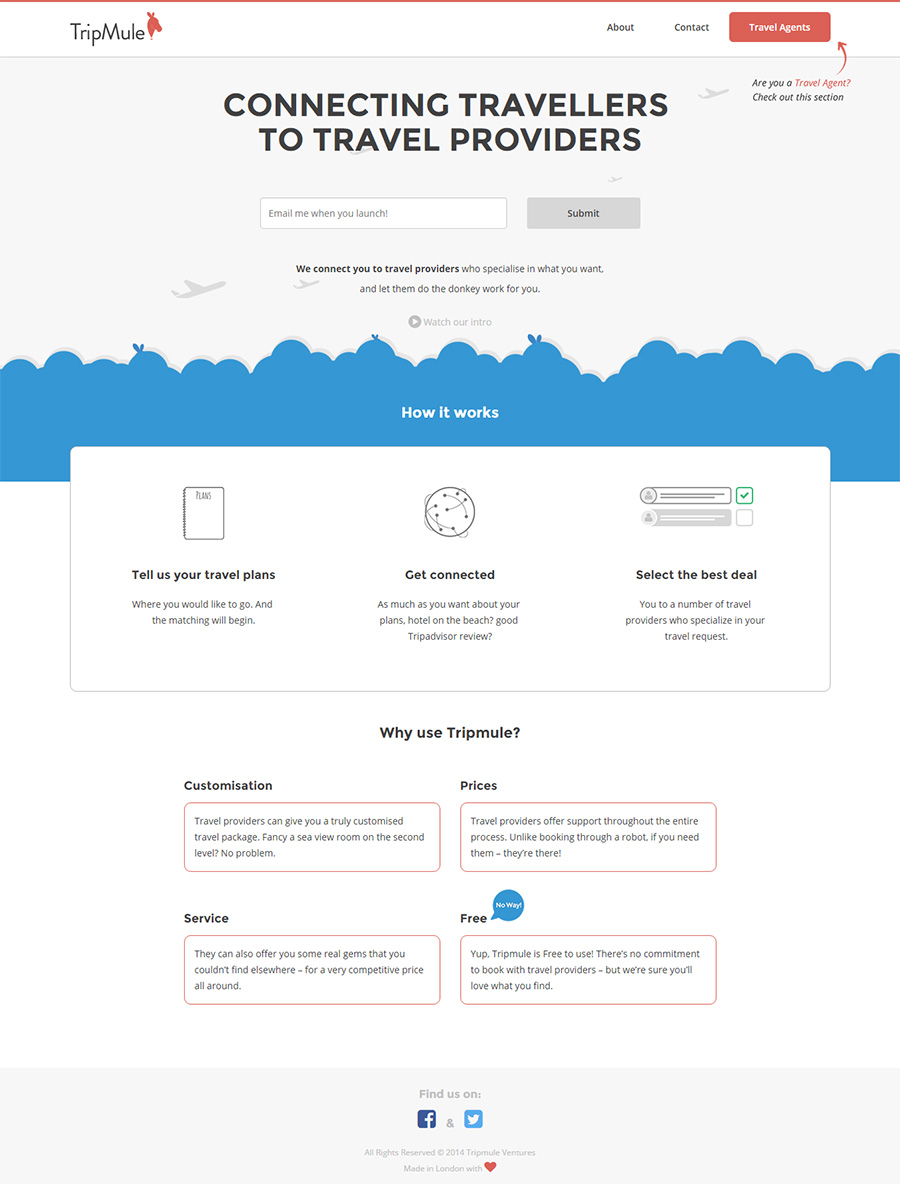 TripMule
About
Contact
Travel Agents
Are you a Travel Agent?
Check out this section
CONNECTING TRAVELLERS
TO TRAVEL PROVIDERS
Email me when you launch!
Submit
We connect you to travel providers who specialise in what you want,
and let them do the donkey work for you.
Watch our intro
How it works
PLANS
Tell us your travel plans
Where you would like to go. And
the matching will begin.
Get connected
As much as you want about your
plans, hotel on the beach? good
Tripadvisor review?
Select the best deal
You to a number of travel
providers who specialize in your
travel request.
Why use Tripmule?
Customisation
Travel providers can give you a truly customised
travel package. Fancy a sea view room on the second
level? No problem.
Prices
Travel providers offer support throughout the entire
process. Unlike booking through a robot, if you need
them – they're there!
Service
They can also offer you some real gems that you
couldn't find elsewhere – for a very competitive price
all around.
Free
No Way!
Yup, Tripmule is Free to use! There's no commitment
to book with travel providers – but we're sure you'll
love what you find.
Find us on:
&
All Rights Reserved © 2014 Tripmule Ventures
Made in London with